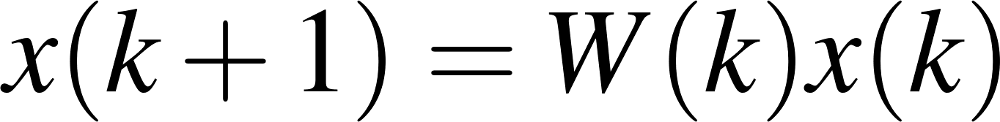 x(k + 1) = W(k)x(k)